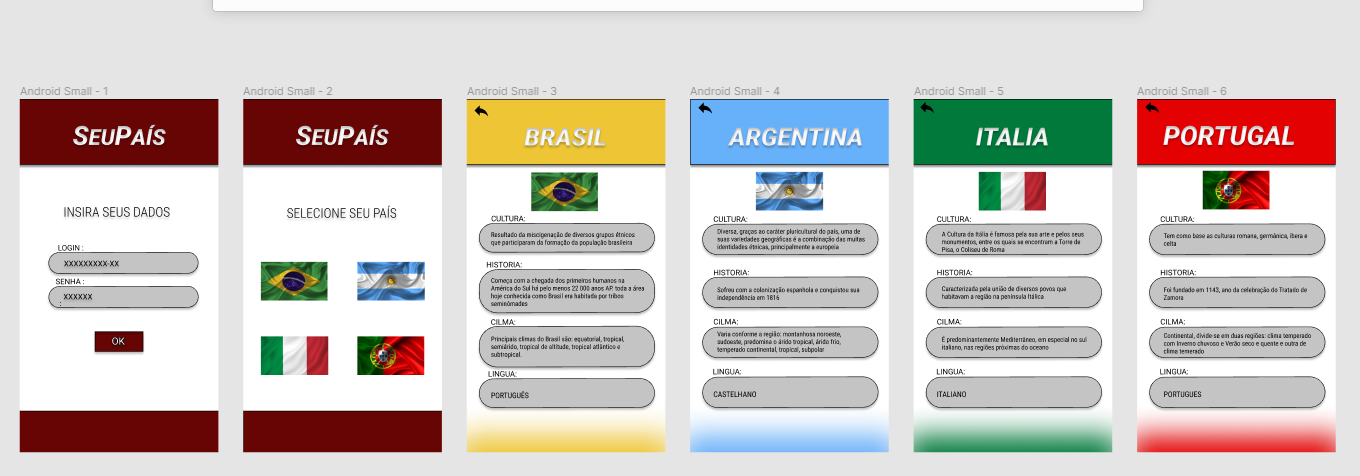 Android Small - 1
SEUPAÍS
INSIRA SEUS DADOS
LOGIN :
XXXXXXXXX-XX
SENHA :
XXXXXX
:
OK
Android Small - 2
SEUPAÍS
SELECIONE SEU PAÍS
Android Small - 3
BRASIL
CULTURA:
Resultado da miscigenação de diversos grupos étnicos
que participaram da formação da população brasileira
HISTORIA:
Começa com a chegada dos primeiros humanos na
América do Sul há pelo menos 22 000 anos AP. toda a área
hoje conhecida como Brasil era habitada por tribos
seminômades
CILMA:
Principais climas do Brasil são: equatorial, tropical,
semiárido, tropical de altitude, tropical atlântico e
subtropical.
LINGUA:
PORTUGUÊS
Android Small - 4
ARGENTINA
CULTURA:
Diversa, graças ao caráter pluricultural do país, uma de
suas variedades geográficas é a combinação das muitas
identidades étnicas, principalmente a europeia
HISTORIA:
Sofreu com a colonização espanhola e conquistou sua
independência em 1816
CILMA:
Varia conforme a região: montanhosa noroeste,
sudoeste, predomina o árido tropical, árido frio,
temperado continental, tropical, subpolar
LINGUA:
CASTELHANO
Android Small - 5
ITALIA
CULTURA:
A Cultura da Itália é famosa pela sua arte e pelos seus
monumentos, entre os quais se encontram a Torre de
Pisa, o Coliseu de Roma
HISTORIA:
Caracterizada pela união de diversos povos que
habitavam a região na península Itálica
CILMA:
É predominantemente Mediterrâneo, em especial no sul
italiano, nas regiões próximas do oceano
LINGUA:
ITALIANO
Android Small - 6
PORTUGAL
CULTURA:
Tem como base as culturas romana, germânica, íbera e
celta
HISTORIA:
Foi fundado em 1143, ano da celebração do Tratado de
Zamora
CILMA:
Continental, divide-se em duas regiões: clima temperado
com Inverno chuvoso e Verão seco e quente e outra de
clima temerado
LINGUA:
PORTUGUES